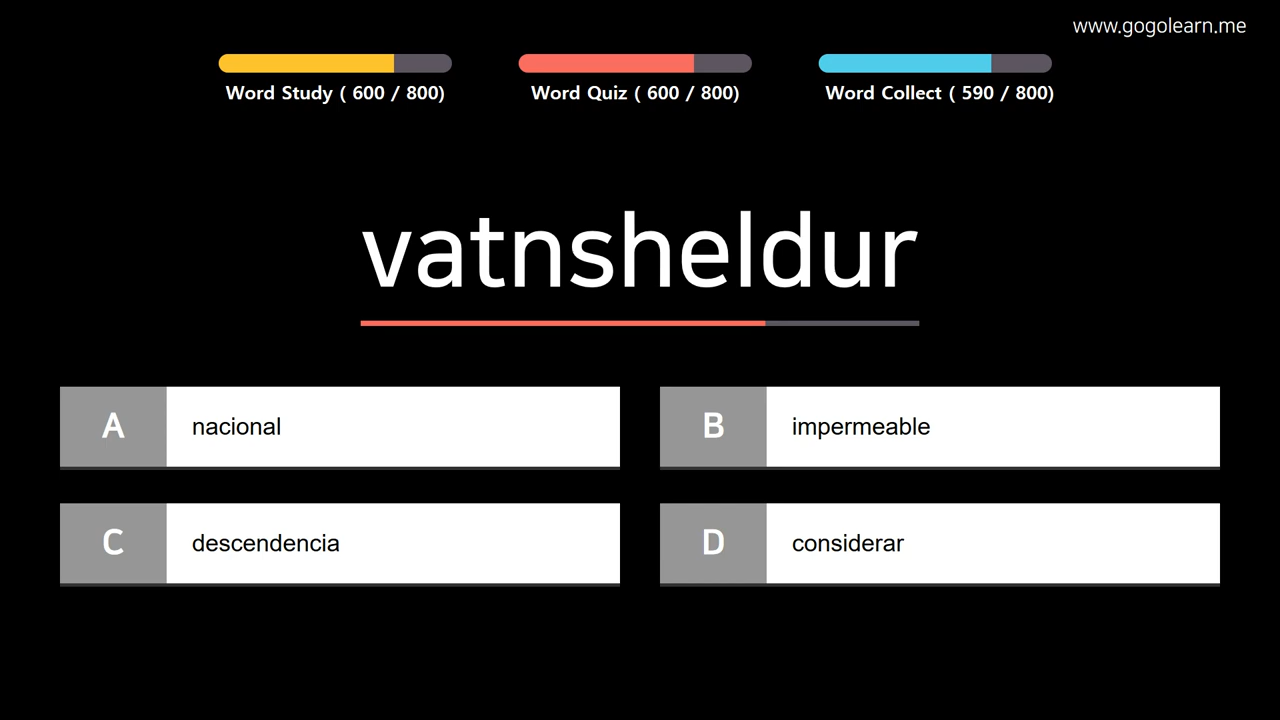 www.gogolearn.me
Word Study ( 600 / 800)
Word Quiz ( 600 / 800)
Word Collect ( 590 / 800)
vatnsheldur
A nacional
B impermeable
C descendencia
D considerar